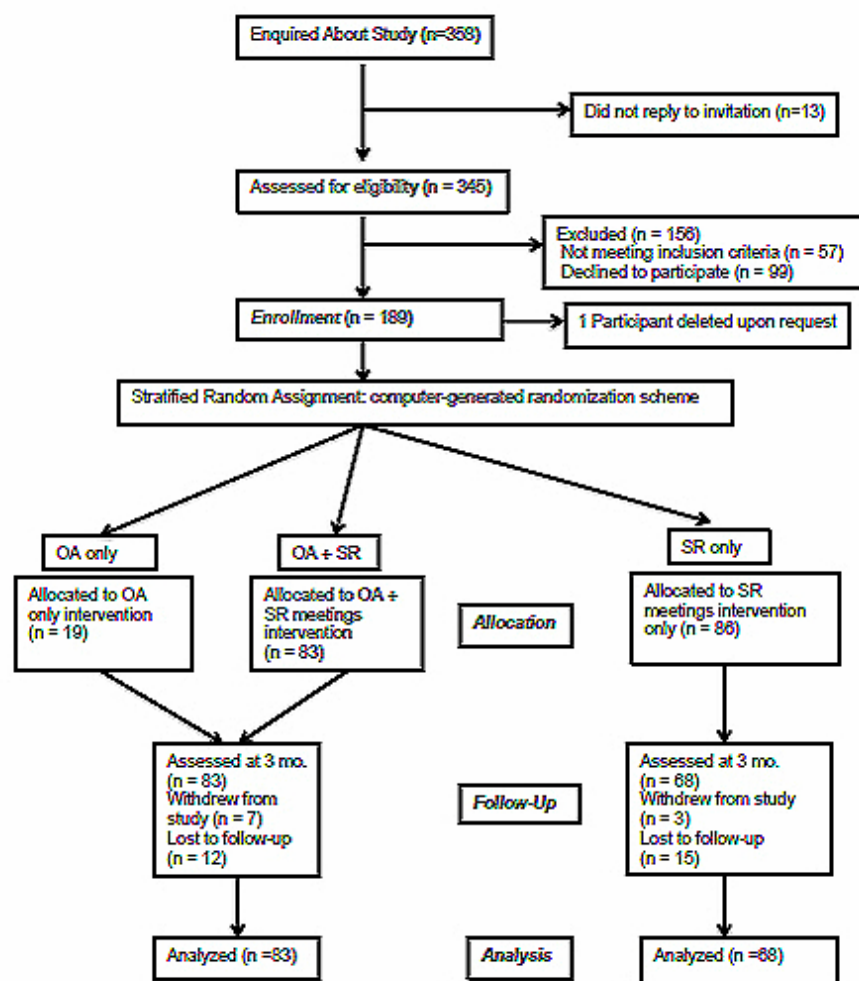 Enquired About Study (n=358)
Did not reply to invitation (n=13)
Assessed for eligibility (n = 345)
Excluded (n = 156)
Not meeting inclusion criteria (n = 57)
Declined to participate (n = 99)
Enrollment (n = 189)
1 Participant deleted upon request
Stratified Random Assignment: computer-generated randomization scheme
OA only
OA + SR
SR only
Allocated to OA
only intervention
(n = 19)
Allocated to OA +
SR meetings
intervention
(n = 83)
Allocation
Allocated to SR
meetings intervention
only (n = 86)
Assessed at 3 mo.
(n = 83)
Withdrew from
study (n = 7)
Lost to follow-up
(n = 12)
Follow-Up
Assessed at 3 mo.
(n = 68)
Withdrew from study
(n = 3)
Lost to follow-up
(n = 15)
Analyzed (n =83)
Analysis
Analyzed (n =68)